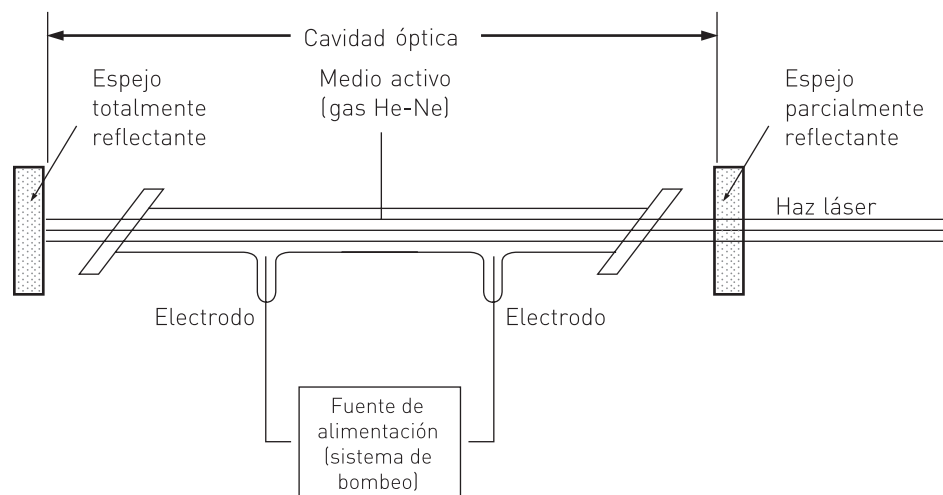 Cavidad óptica
Espejo
totalmente
reflectante
Medio activo
(gas He-Ne)
Espejo
parcialmente
reflectante
Haz láser
Electrodo
Electrodo
Fuente de
alimentación
(sistema de
bombeo)